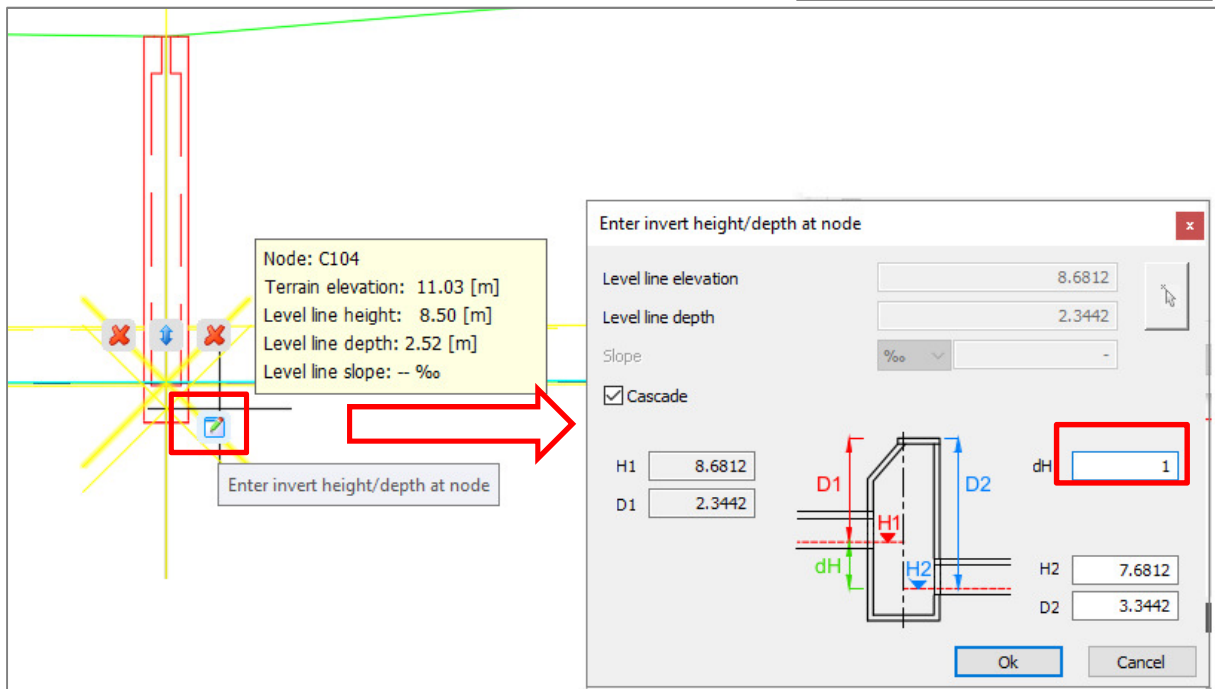 Node: C104
Terrain elevation: 11.03 [m]
Level line height: 8.50 [m]
Level line depth: 2.52 [m]
Level line slope: -- ‰
Enter invert height/depth at node
Enter invert height/depth at node x
Level line elevation 8.6812
Level line depth 2.3442
Slope ‰ -
Cascade
H1 8.6812
D1 2.3442
D1
D2
H1
dH
H2
dH 1
H2 7.6812
D2 3.3442
Ok Cancel